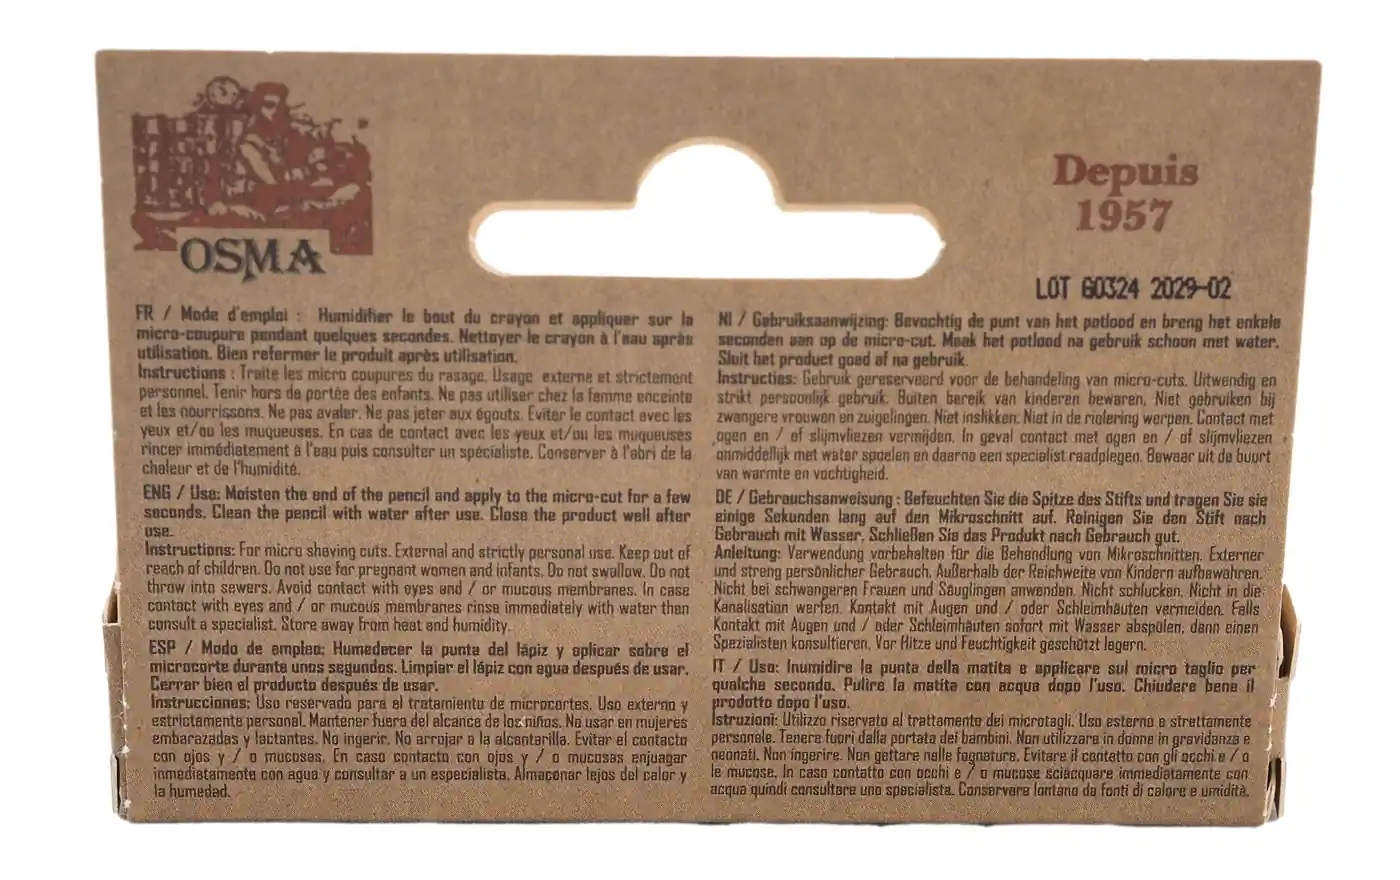 OSMA
Depuis
1957
LOT 60324 2029-02
FR / Mode d'emploi : Humidifier le bout du crayon et appliquer sur la
micro-coupure pendant quelques secondes. Nettoyer le crayon à l'eau après
utilisation. Bien refermer le produit après utilisation.
Instructions : Traite les micro coupures du rasage. Usage externe et strictement
personnel. Tenir hors de portée des enfants. Ne pas utiliser chez la femme enceinte
et les nourrissons. Ne pas avaler. Ne pas jeter aux égouts. Eviter le contact avec les
yeux et/ou les muqueuses. En cas de contact avec les yeux et/ou les muqueuses
rincer immédiatement à l'eau puis consulter un spécialiste. Conserver à l'abri de la
chaleur et de l'humidité.
ENG / Use: Moisten the end of the pencil and apply to the micro-cut for a few
seconds. Clean the pencil with water after use. Close the product well after
use.
Instructions: For micro shaving cuts. External and strictly personal use. Keep out of
reach of children. Do not use for pregnant women and infants. Do not swallow. Do not
throw into sewers. Avoid contact with eyes and / or mucous membranes. In case
contact with eyes and / or mucous membranes rinse immediately with water then
consult a specialist. Store away from heat and humidity.
ESP / Modo de empleo: Humedecer la punta del lápiz y aplicar sobre el
microcorte durante unos segundos. Limpiar el lápiz con agua después de usar.
Cerrar bien el producto después de usar.
Instrucciones: Uso reservado para el tratamiento de microcortes. Uso externo y
estrictamente personal. Mantener fuera del alcance de los niños. No usar en mujeres
embarazadas y lactantes. No ingerir. No arrojar a la alcantarilla. Evitar el contacto
con ojos y / o mucosas. En caso contacto con ojos y / o mucosas enjuagar
inmediatamente con agua y consultar a un especialista. Almacenar lejos del calor y
la humedad.
Nl / Gebruiksaanwijzing: Bevochtig de punt van het potlood en breng het enkele
seconden aan op de micro-cut. Maak het potlood na gebruik schoon met water.
Sluit het product goed af na gebruik.
Instructies: Gebruik gereserveerd voor de behandeling van micro-cuts. Uitwendig en
strikt persoonlijk gebruik. Buiten bereik van kinderen bewaren. Niet gebruiken bij
zwangere vrouwen en zuigelingen. Niet inslikken. Niet in de riolering werpen. Contact met
ogen en / of slijmvliezen vermijden. In geval contact met ogen en / of slijmvliezen
onmiddellijk met water spoelen en daarna een specialist raadplegen. Bewaar uit de buurt
van warmte en vochtigheid.
DE / Gebrauchsanweisung : Befeuchten Sie die Spitze des Stifts und tragen Sie sie
einige Sekunden lang auf den Mikroschnitt auf. Reinigen Sie den Stift nach
Gebrauch mit Wasser. Schließen Sie das Produkt nach Gebrauch gut.
Anleitung: Verwendung vorbehalten für die Behandlung von Mikroschnitten. Externer
und streng persönlicher Gebrauch. Außerhalb der Reichweite von Kindern aufbewahren.
Nicht bei schwangeren Frauen und Säuglingen anwenden. Nicht schlucken. Nicht in die
Kanalisation werfen. Kontakt mit Augen und / oder Schleimhäuten vermeiden. Falls
Kontakt mit Augen und / oder Schleimhäuten sofort mit Wasser abspülen, dann einen
Spezialisten konsultieren. Vor Hitze und Feuchtigkeit geschützt lagern.
IT / Uso: Inumidire la punta della matita e applicare sul micro taglio per
qualche secondo. Pulire la matita con acqua dopo l'uso. Chiudere bene il
prodotto dopo l'uso.
Istruzioni: Utilizzo riservato al trattamento dei microtagli. Uso esterno e strettamente
personale. Tenere fuori dalla portata dei bambini. Non utilizzare in donne in gravidanza e
neonati. Non ingerire. Non gettare nelle fognature. Evitare il contatto con gli occhi e / o
le mucose. In caso contatto con occhi e / o mucose sciacquare immediatamente con
acqua quindi consultare uno specialista. Conservare lontano da fonti di calore e umidità.